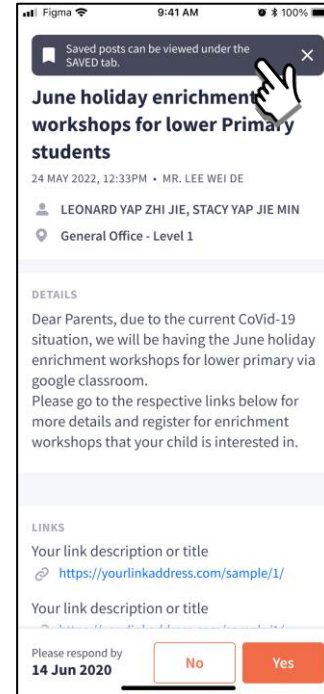 Figma 9:41 AM 100%
Saved posts can be viewed under the
SAVED tab.
June holiday enrichment
workshops for lower Primary
students
24 MAY 2022, 12:33PM • MR. LEE WEI DE
LEONARD YAP ZHI JIE, STACY YAP JIE MIN
General Office - Level 1
DETAILS
Dear Parents, due to the current CoVid-19
situation, we will be having the June holiday
enrichment workshops for lower primary via
google classroom.
Please go to the respective links below for
more details and register for enrichment
workshops that your child is interested in.
LINKS
Your link description or title
https://yourlinkaddress.com/sample/1/
Your link description or title
Please respond by
14 Jun 2020
No
Yes